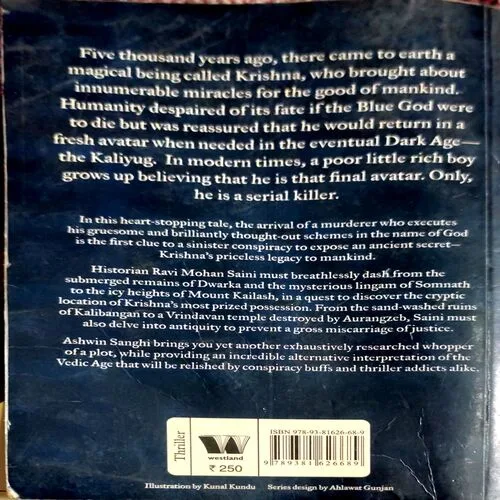 Five thousand years ago, there came to earth a
magical being called Krishna, who brought about
innumerable miracles for the good of mankind.
Humanity despaired of its fate if the Blue God were
to die but was reassured that he would return in a
fresh avatar when needed in the eventual Dark Age—
the Kaliyug. In modern times, a poor little rich boy
grows up believing that he is that final avatar. Only,
he is a serial killer.
In this heart-stopping tale, the arrival of a murderer who executes
his gruesome and brilliantly thought-out schemes in the name of God
is the first clue to a sinister conspiracy to expose an ancient secret—
Krishna's priceless legacy to mankind.
Historian Ravi Mohan Saini must breathlessly dash from the
submerged remains of Dwarka and the mysterious lingam of Somnath
to the icy heights of Mount Kailash, in a quest to discover the cryptic
location of Krishna's most prized possession. From the sand-washed ruins
of Kalibangan to a Vrindavan temple destroyed by Aurangzeb, Saini must
also delve into antiquity to prevent a gross miscarriage of justice.
Ashwin Sanghi brings you yet another exhaustively researched whopper
of a plot, while providing an incredible alternative interpretation of the
Vedic Age that will be relished by conspiracy buffs and thriller addicts alike.
Thriller
westland
₹ 250
ISBN 978-93-81626-68-9
9 789381 626689
Illustration by Kunal Kundu Series design by Ahlawat Gunjan